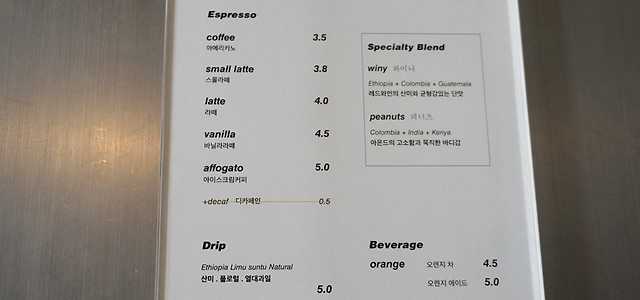 Espresso
coffee 3.5
아메리카노
small latte 3.8
스몰라떼
latte 4.0
라떼
vanilla 4.5
바닐라라떼
affogato 5.0
아이스크림커피
+decaf 디카페인 0.5
Specialty Blend
winy 와이니
Ethiopia + Colombia + Guatemala
레드와인의 산미와 균형감있는 단맛
peanuts 피너츠
Colombia + India + Kenya
아몬드의 고소함과 묵직한 바디감
Drip
Ethiopia Limu suntu Natural
산미 . 플로럴 . 열대과일
5.0
Beverage
orange 오렌지 차 4.5
오렌지 에이드 5.0